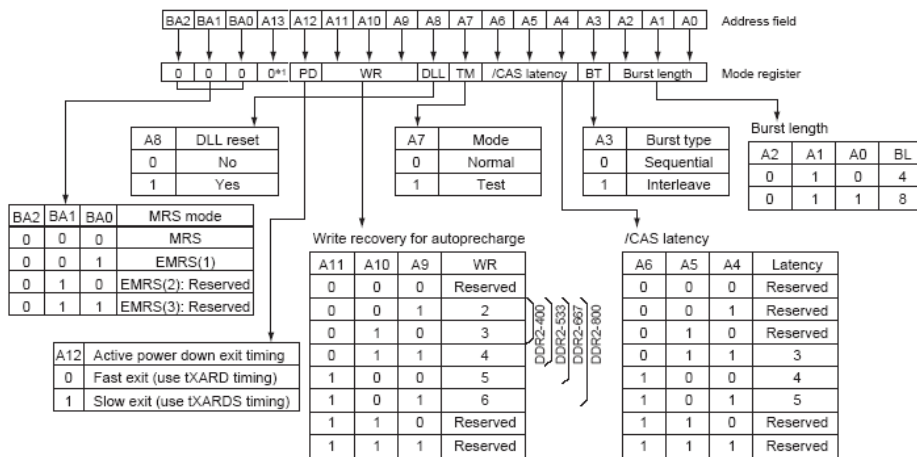 BA2 BA1 BA0 A13 A12 A11 A10 A9 A8 A7 A6 A5 A4 A3 A2 A1 A0 Address field
0 0 0 0*1 PD WR DLL TM /CAS latency BT Burst length Mode register
A8 DLL reset
0 No
1 Yes
A7 Mode
0 Normal
1 Test
A3 Burst type
0 Sequential
1 Interleave
Burst length
A2 A1 A0 BL
0 1 0 4
0 1 1 8
BA2 BA1 BA0 MRS mode
0 0 0 MRS
0 0 1 EMRS(1)
0 1 0 EMRS(2): Reserved
0 1 1 EMRS(3): Reserved
A12 Active power down exit timing
0 Fast exit (use tXARD timing)
1 Slow exit (use tXARDS timing)
Write recovery for autoprecharge
A11 A10 A9 WR
0 0 0 Reserved
0 0 1 2
0 1 0 3
0 1 1 4
1 0 0 5
1 0 1 6
1 1 0 Reserved
1 1 1 Reserved
DDR2-400
DDR2-533
DDR2-667
DDR2-800
/CAS latency
A6 A5 A4 Latency
0 0 0 Reserved
0 0 1 Reserved
0 1 0 Reserved
0 1 1 3
1 0 0 4
1 0 1 5
1 1 0 Reserved
1 1 1 Reserved